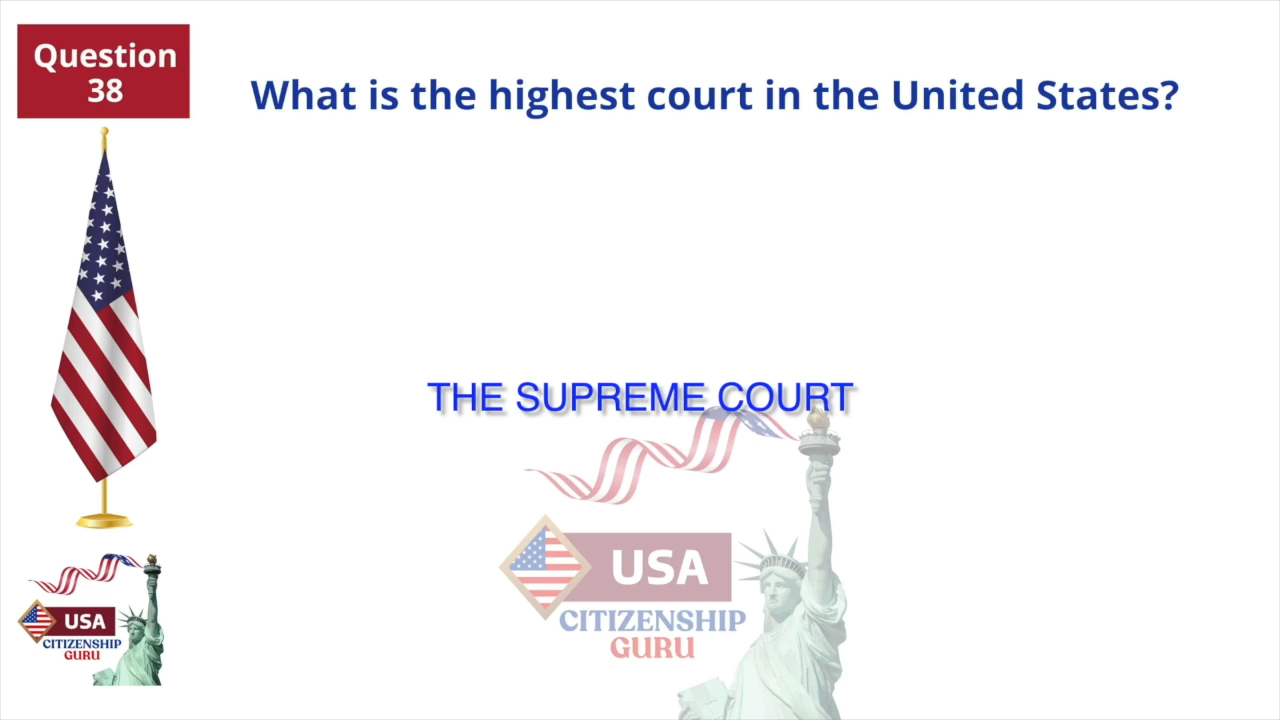 Question
38
What is the highest court in the United States?
THE SUPREME COURT
USA
CITIZENSHIP
GURU
USA
CITIZENSHIP
GURU